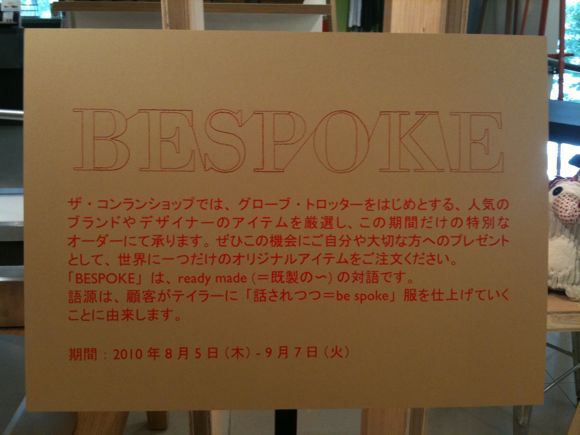 BESPOKE
ザ・コンランショップでは、グローブ・トロッターをはじめとする、人気の
ブランドやデザイナーのアイテムを厳選し、この期間だけの特別な
オーダーにて承ります。ぜひこの機会にご自分や大切な方へのプレゼント
として、世界に一つだけのオリジナルアイテムをご注文ください。
「BESPOKE」は、ready made (＝既製の〜) の対語です。
語源は、顧客がテイラーに「話されつつ＝be spoke」服を仕上げていく
ことに由来します。
期間：2010年8月5日（木）- 9月7日（火）